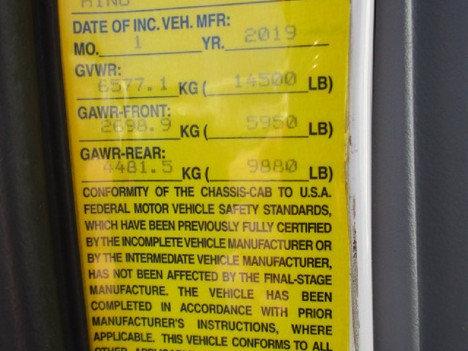 HINO
DATE OF INC. VEH. MFR:
MO. 1 YR. 2019
GVWR:
6577.1 KG ( 14500 LB)
GAWR-FRONT:
2698.9 KG ( 5950 LB)
GAWR-REAR:
4481.5 KG ( 9880 LB)
CONFORMITY OF THE CHASSIS-CAB TO U.S.A.
FEDERAL MOTOR VEHICLE SAFETY STANDARDS,
WHICH HAVE BEEN PREVIOUSLY FULLY CERTIFIED
BY THE INCOMPLETE VEHICLE MANUFACTURER OR
BY THE INTERMEDIATE VEHICLE MANUFACTURER,
HAS NOT BEEN AFFECTED BY THE FINAL-STAGE
MANUFACTURE. THE VEHICLE HAS BEEN
COMPLETED IN ACCORDANCE WITH PRIOR
MANUFACTURER'S INSTRUCTIONS, WHERE
APPLICABLE. THIS VEHICLE CONFORMS TO ALL
OTHER